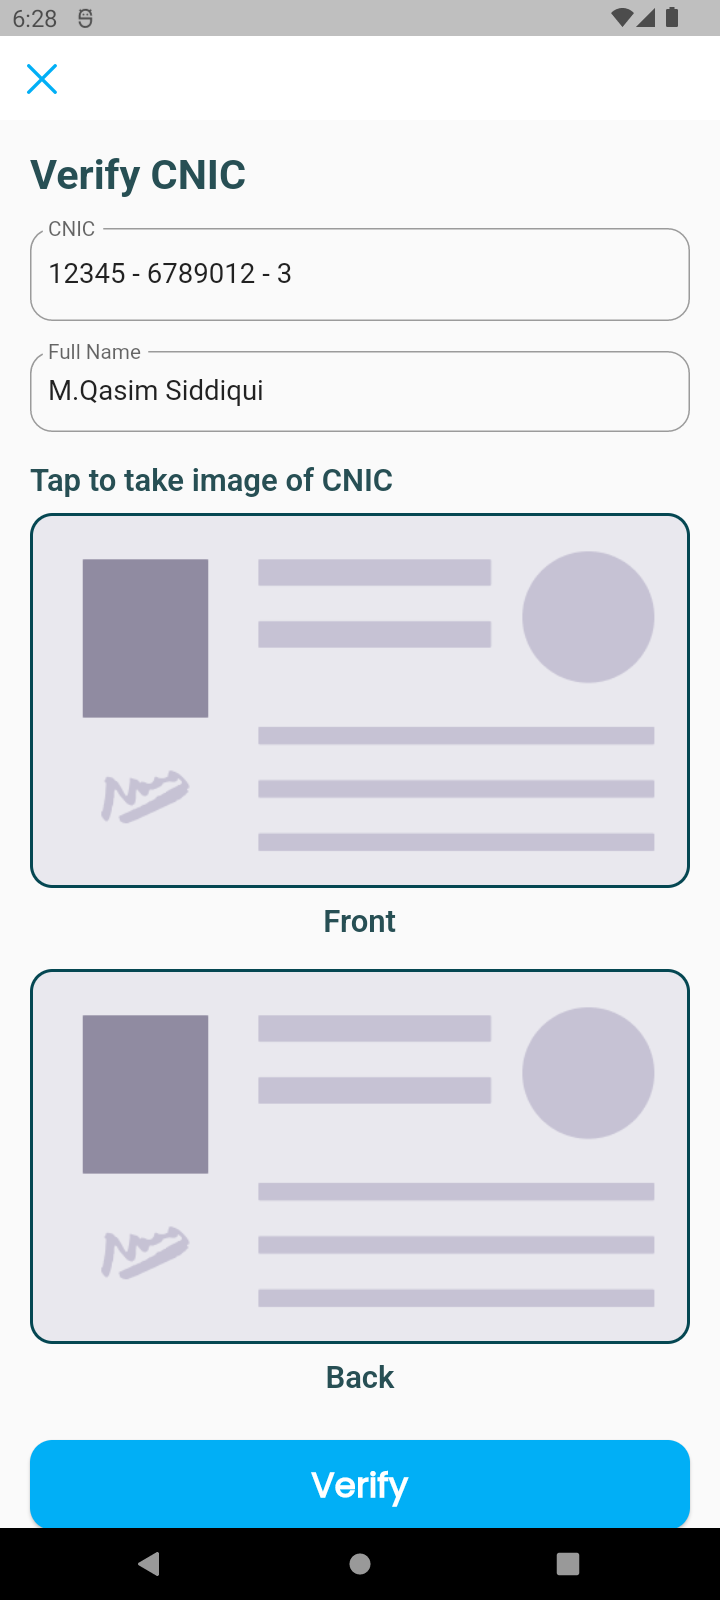 6:28
Verify CNIC
CNIC
12345 - 6789012 - 3
Full Name
M.Qasim Siddiqui
Tap to take image of CNIC
Front
Back
Verify